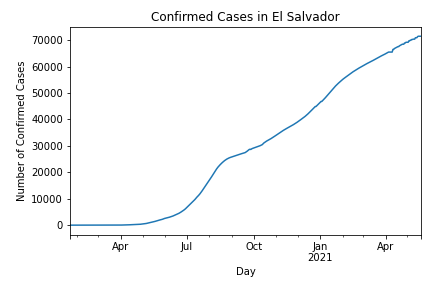 Confirmed Cases in El Salvador
Number of Confirmed Cases
70000
60000
50000
40000
30000
20000
10000
0
Apr Jul Oct Jan Apr
2021
Day